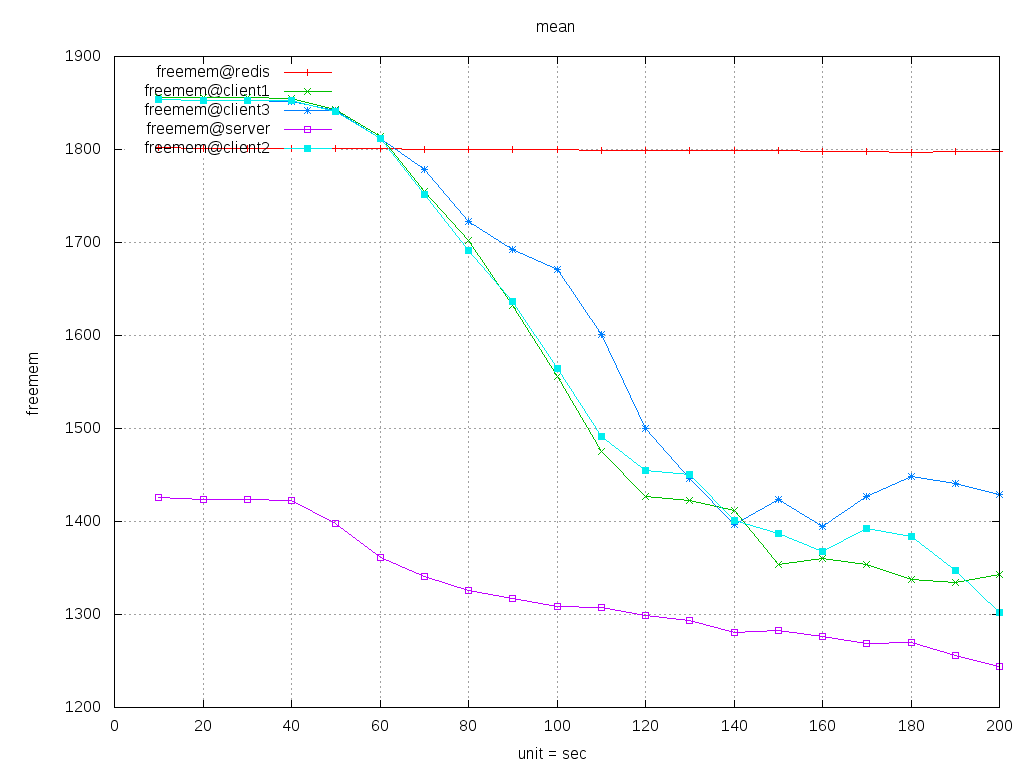 mean
1900
1800
1700
1600
1500
1400
1300
1200
freemem
freemem@redis
freemem@client1
freemem@client3
freemem@server
freemem@client2
0 20 40 60 80 100 120 140 160 180 200
unit = sec